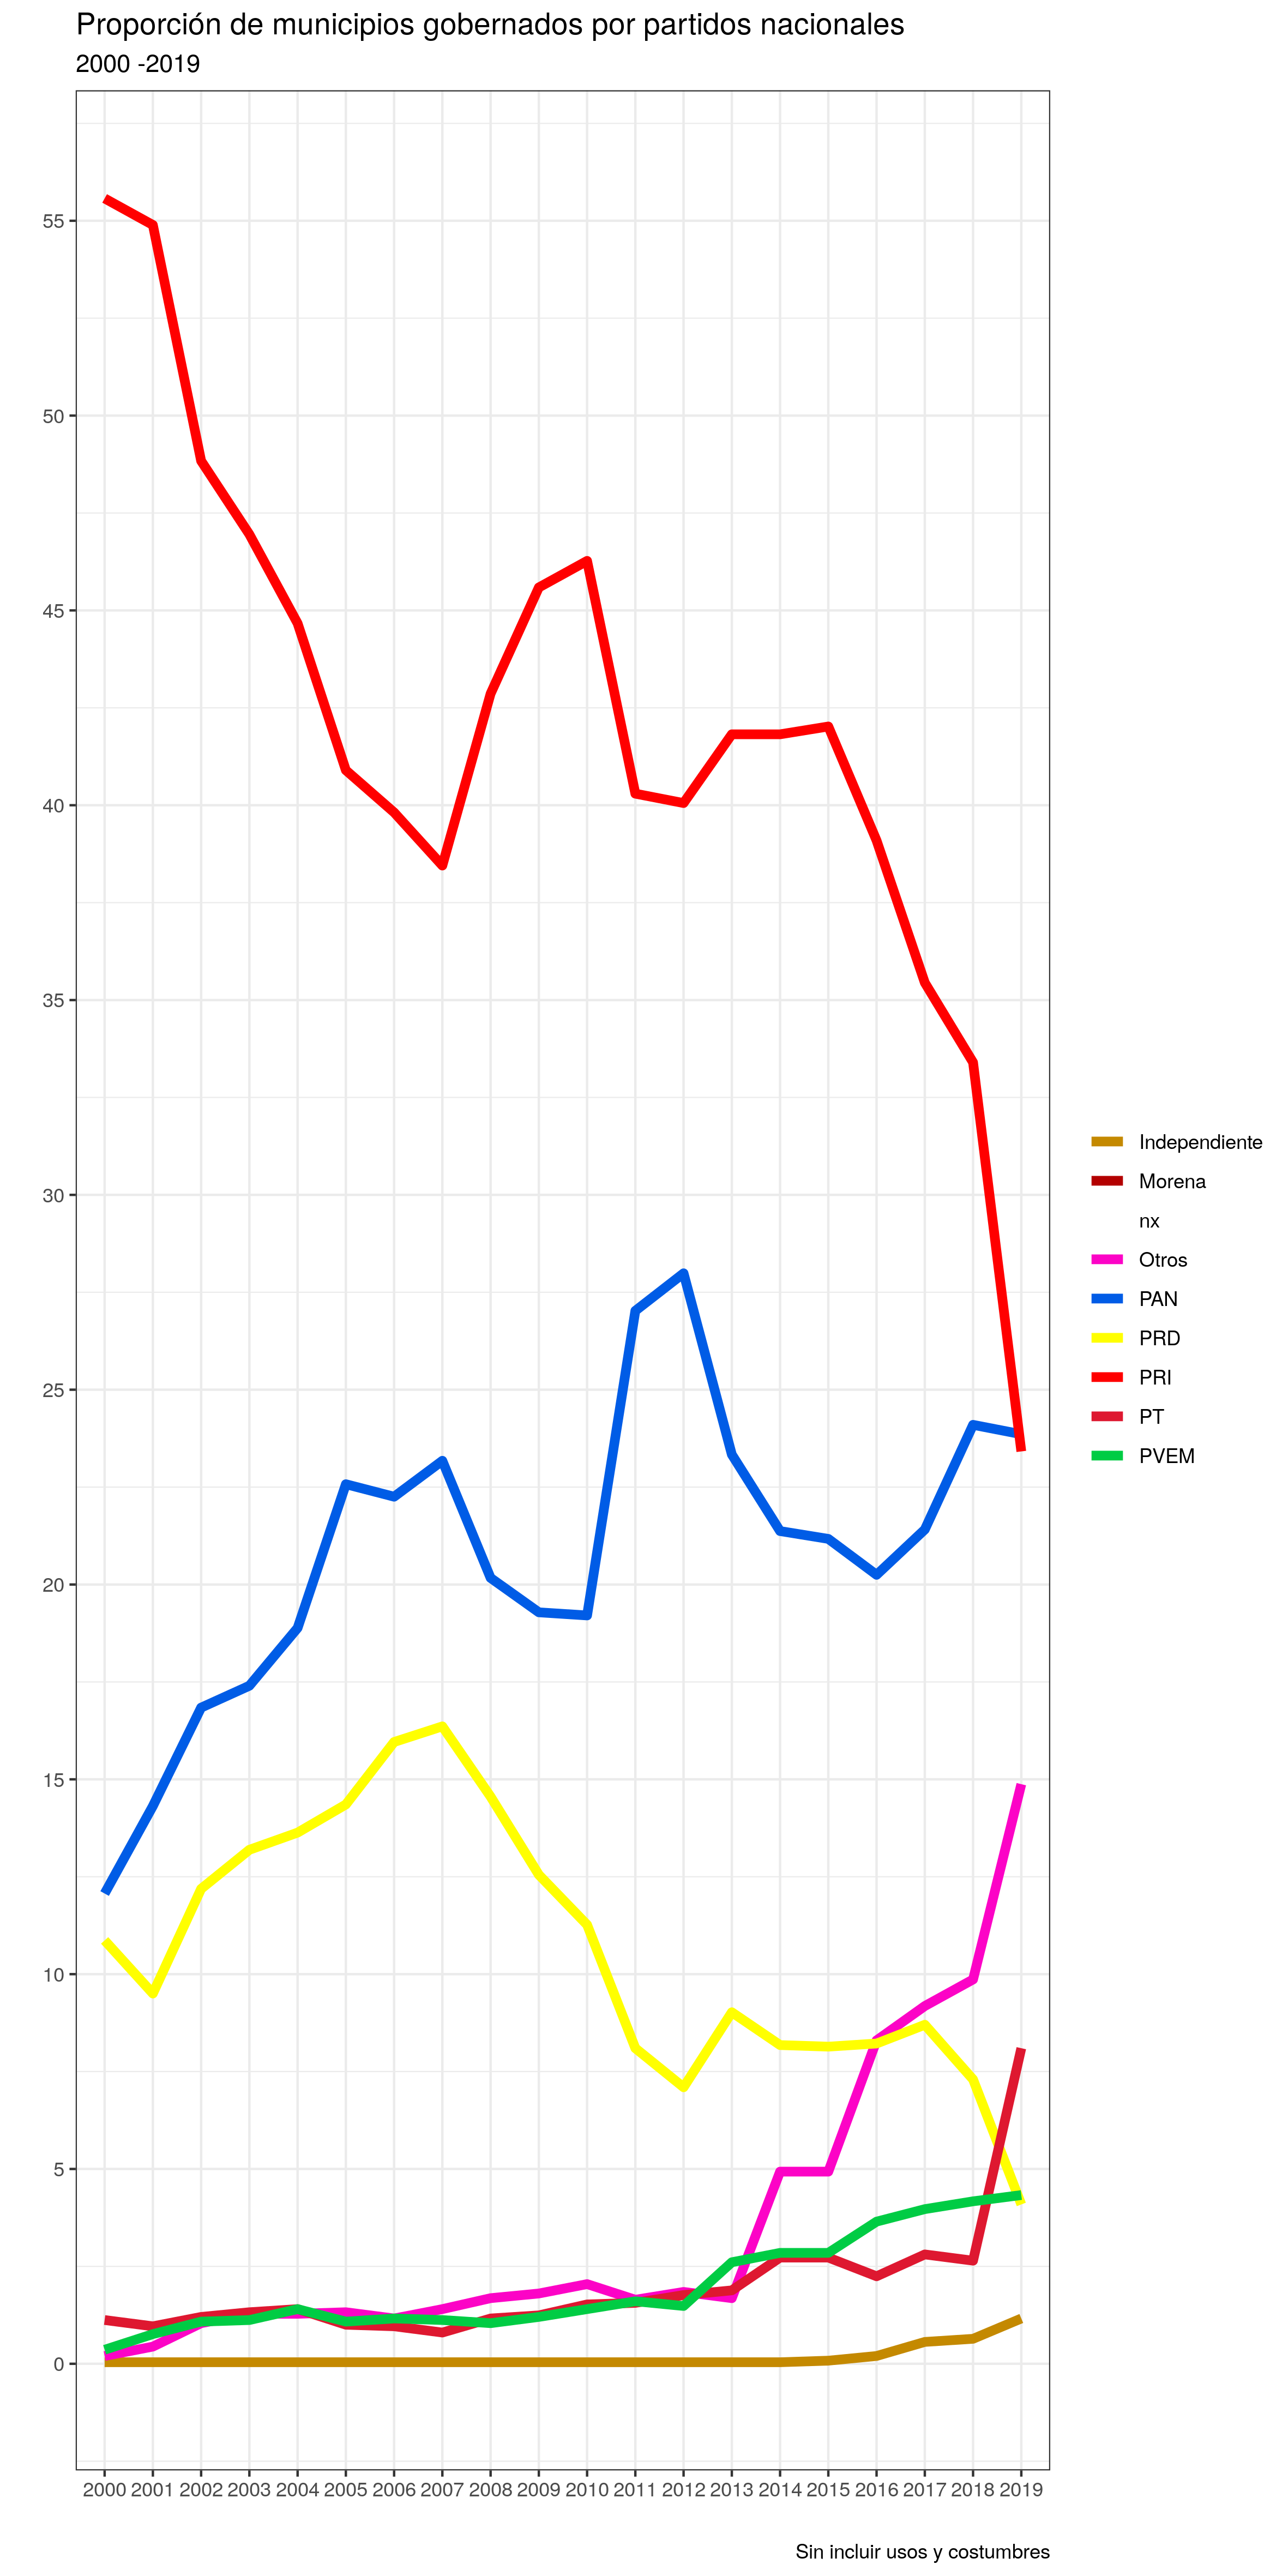 Proporción de municipios gobernados por partidos nacionales
2000 -2019
55
50
45
40
35
30
25
20
15
10
5
0
2000 2001 2002 2003 2004 2005 2006 2007 2008 2009 2010 2011 2012 2013 2014 2015 2016 2017 2018 2019
Independiente
Morena
nx
Otros
PAN
PRD
PRI
PT
PVEM
Sin incluir usos y costumbres